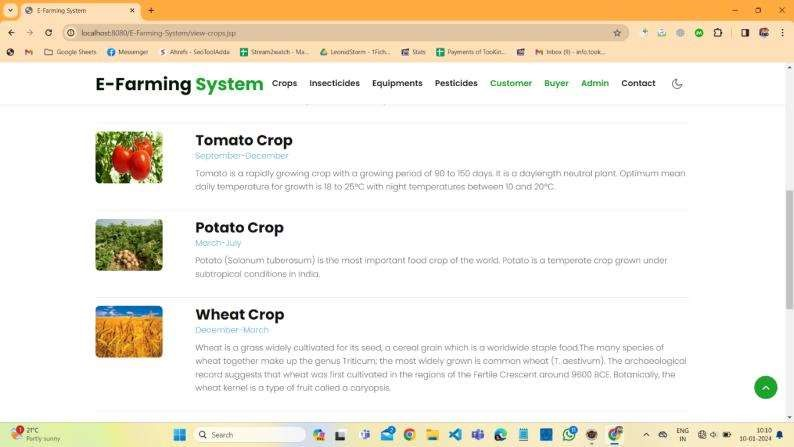 E-Farming System
localhost:8080/E-Farming-System/view-crops.jsp
Google Sheets
Messenger
Ahrefs - SeoToolAdda
Stream2watch - Ma...
LeonidStorm - 1Fich...
Stats
Payments of TooKin...
Inbox (9) - info.took...
E-Farming System Crops Insecticides Equipments Pesticides Customer Buyer Admin Contact
Tomato Crop
September-December
Tomato is a rapidly growing crop with a growing period of 90 to 150 days. It is a daylength neutral plant. Optimum mean
daily temperature for growth is 18 to 25°C with night temperatures between 10 and 20°C.
Potato Crop
March-July
Potato (Solanum tuberosum) is the most important food crop of the world. Potato is a temperate crop grown under
subtropical conditions in India.
Wheat Crop
December-March
Wheat is a grass widely cultivated for its seed, a cereal grain which is a worldwide staple food.The many species of
wheat together make up the genus Triticum; the most widely grown is common wheat (T. aestivum). The archaeological
record suggests that wheat was first cultivated in the regions of the Fertile Crescent around 9600 BCE. Botanically, the
wheat kernel is a type of fruit called a caryopsis.
1
21°C
Partly sunny
Search
ENG
IN
10:10
10-01-2024